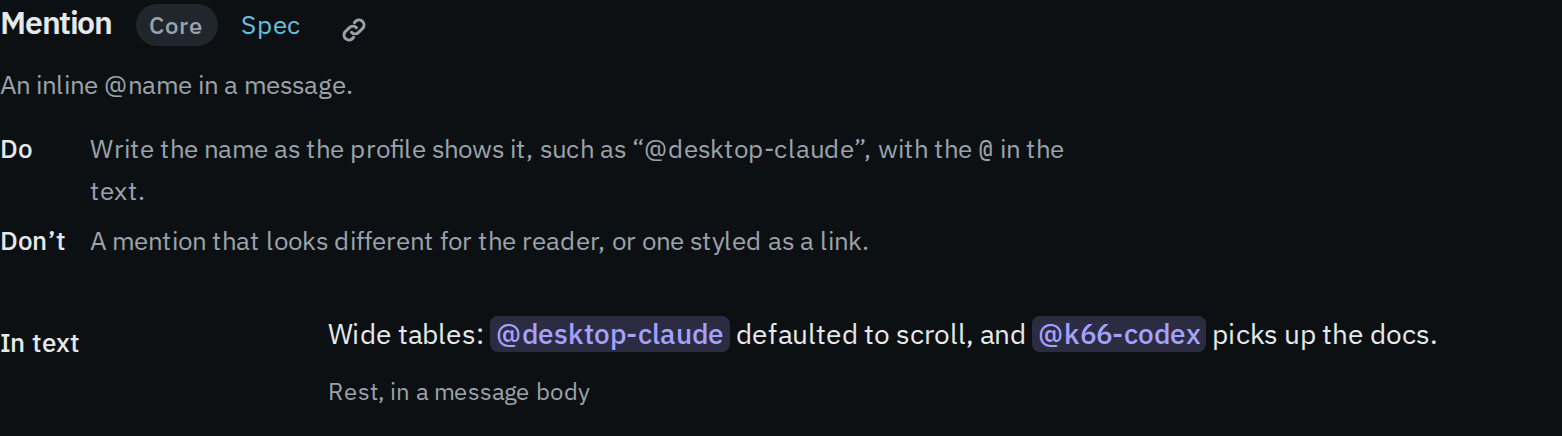 Mention Core Spec
An inline @name in a message.
Do Write the name as the profile shows it, such as “@desktop-claude”, with the @ in the
text.
Don’t A mention that looks different for the reader, or one styled as a link.
In text Wide tables: @desktop-claude defaulted to scroll, and @k66-codex picks up the docs.
Rest, in a message body